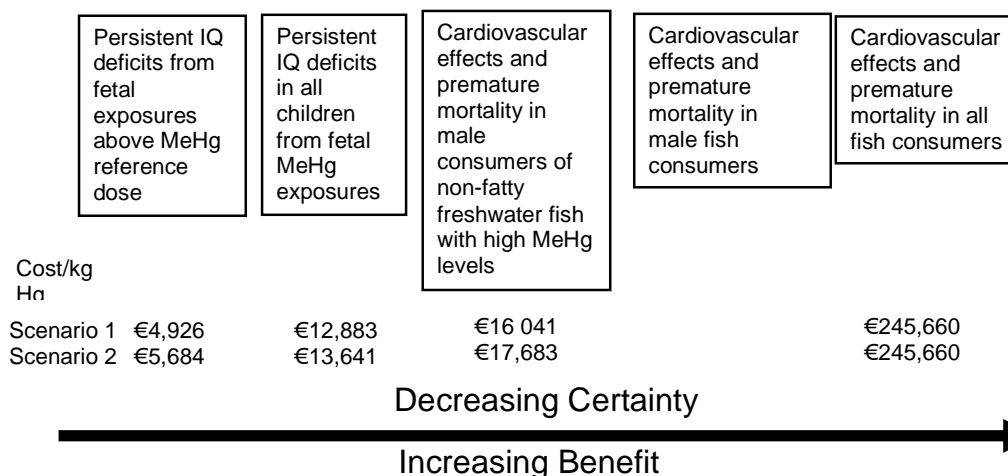 Persistent IQ
deficits from
fetal
exposures
above MeHg
reference
dose
Persistent
IQ deficits
in all
children
from fetal
MeHg
exposures
Cardiovascular
effects and
premature
mortality in
male
consumers of
non-fatty
freshwater fish
with high MeHg
levels
Cardiovascular
effects and
premature
mortality in
male fish
consumers
Cardiovascular
effects and
premature
mortality in all
fish consumers
Cost/kg
Hg
Scenario 1 €4,926 €12,883 €16 041 €245,660
Scenario 2 €5,684 €13,641 €17,683 €245,660
Decreasing Certainty
Increasing Benefit